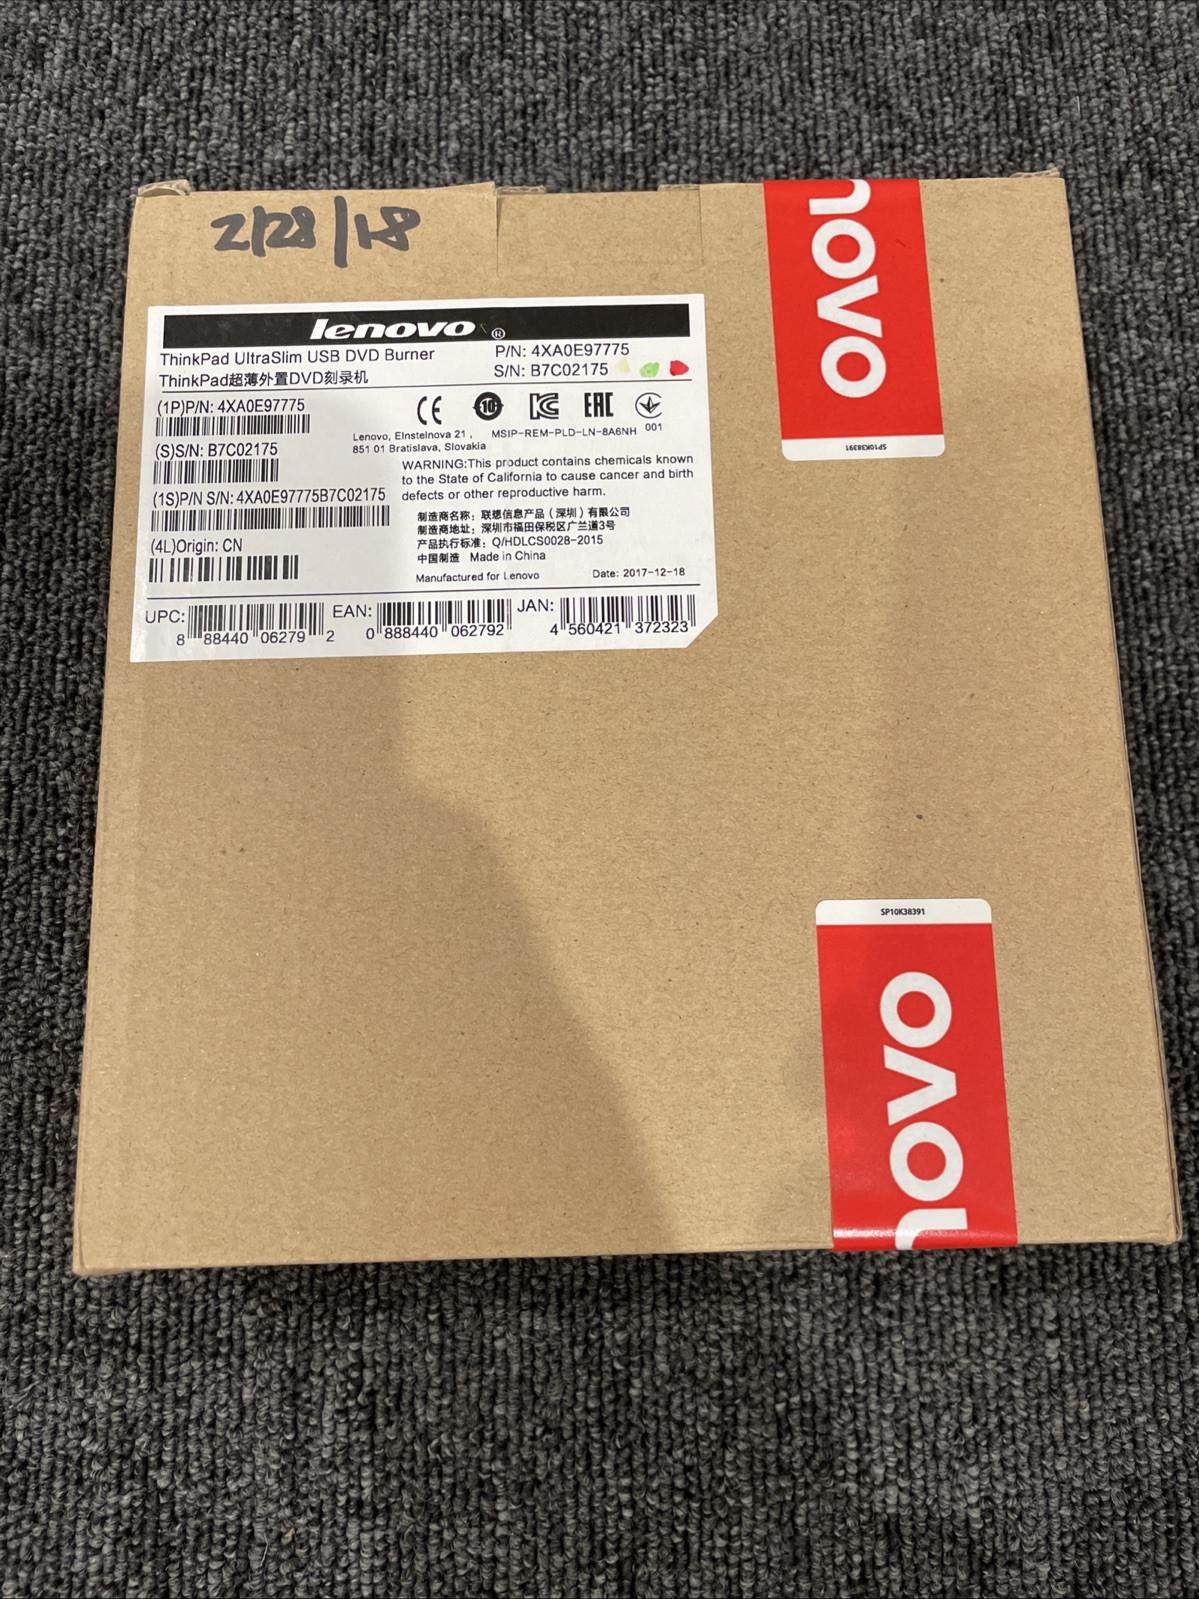 2/28/18
novo
SP10K38391
lenovo®
ThinkPad UltraSlim USB DVD Burner
P/N: 4XA0E97775
ThinkPad超薄外置DVD刻录机
S/N: B7C02175
(1P)P/N: 4XA0E97775
(S)S/N: B7C02175
(1S)P/N S/N: 4XA0E97775B7C02175
(4L)Origin: CN
CE
10
EAC
001
Lenovo, EInsteinova 21 ,
851 01 Bratislava, Slovakia
MSIP-REM-PLD-LN-8A6NH
WARNING:This product contains chemicals known
to the State of California to cause cancer and birth
defects or other reproductive harm.
制造商名称：联想信息产品（深圳）有限公司
制造商地址：深圳市福田保税区广兰道3号
产品执行标准：Q/HDLCS0028-2015
中国制造 Made in China
Manufactured for Lenovo
Date: 2017-12-18
UPC:
8 88440 06279 2
EAN:
0 888440 062792
JAN:
4 560421 372323
SP10K38391
novo